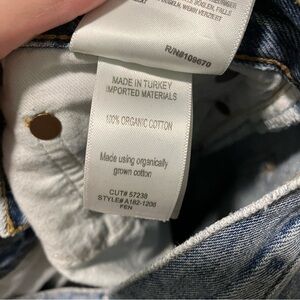 R/N#109670
MADE IN TURKEY
IMPORTED MATERIALS
100% ORGANIC COTTON
Made using organically
grown cotton
CUT# 57238
STYLE# A182-1206
FEN